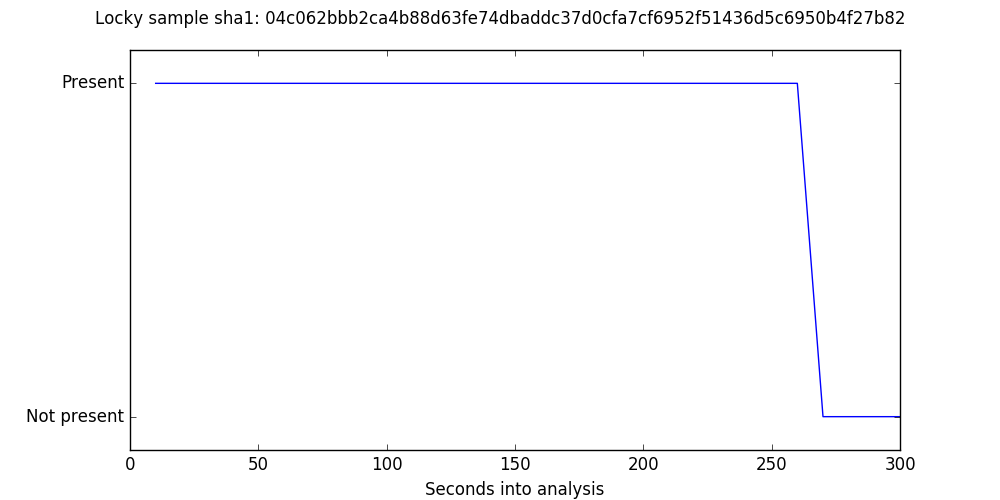 Locky sample sha1: 04c062bbb2ca4b88d63fe74dbaddc37d0cfa7cf6952f51436d5c6950b4f27b82
Present
Not present
0 50 100 150 200 250 300
Seconds into analysis